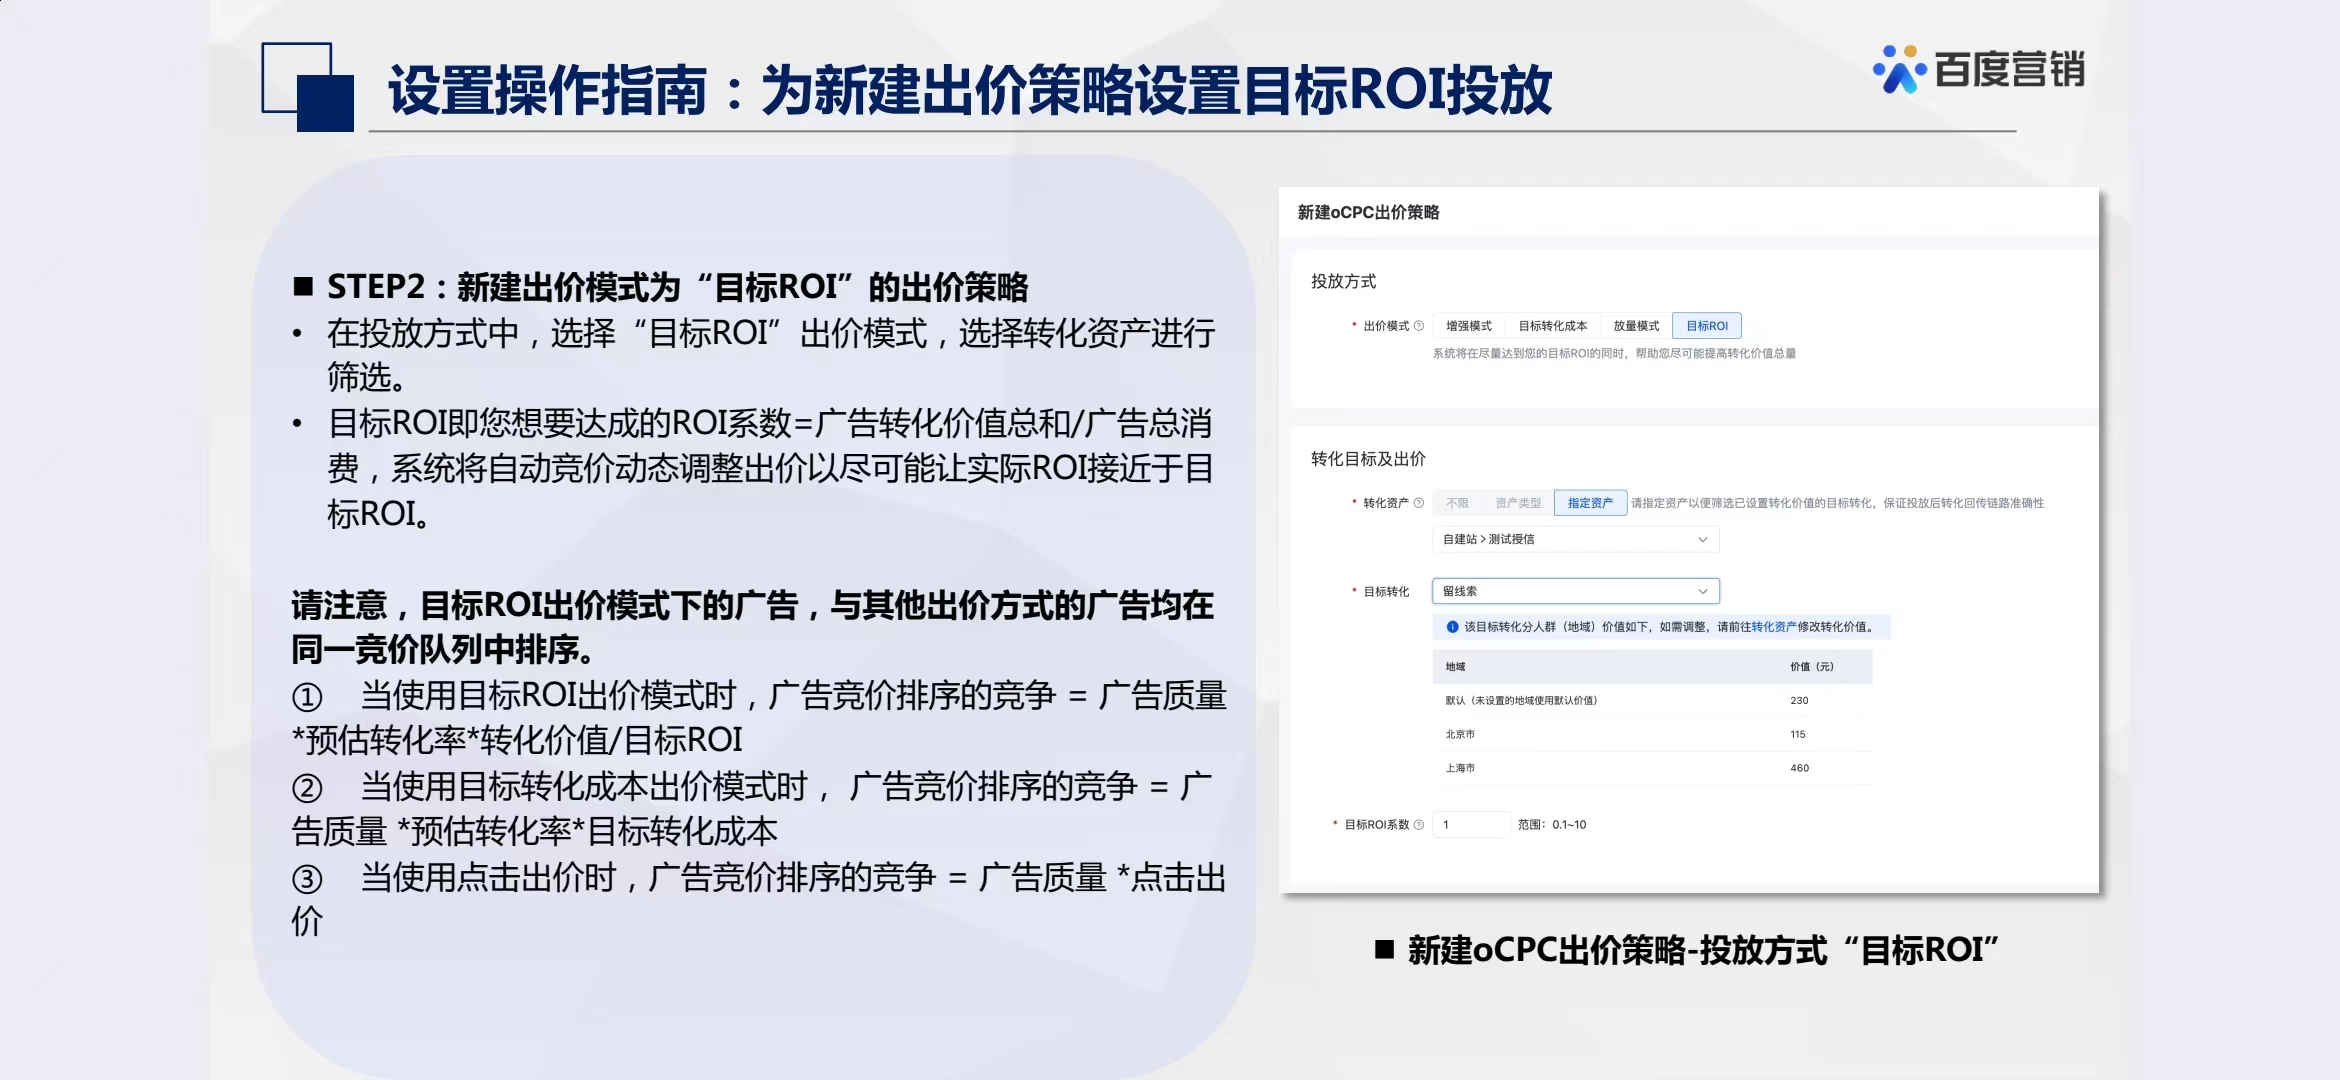 设置操作指南：为新建出价策略设置目标ROI投放
百度营销
■ STEP2：新建出价模式为“目标ROI”的出价策略
• 在投放方式中，选择“目标ROI”出价模式，选择转化资产进行
筛选。
• 目标ROI即您想要达成的ROI系数=广告转化价值总和/广告总消
费，系统将自动竞价动态调整出价以尽可能让实际ROI接近于目
标ROI。
请注意，目标ROI出价模式下的广告，与其他出价方式的广告均在
同一竞价队列中排序。
① 当使用目标ROI出价模式时，广告竞价排序的竞争 = 广告质量
*预估转化率*转化价值/目标ROI
② 当使用目标转化成本出价模式时， 广告竞价排序的竞争 = 广
告质量 *预估转化率*目标转化成本
③ 当使用点击出价时，广告竞价排序的竞争 = 广告质量 *点击出
价
新建oCPC出价策略
投放方式
* 出价模式 ? 增强模式 目标转化成本 放量模式 目标ROI
系统将在尽量达到您的目标ROI的同时，帮助您尽可能提高转化价值总量
转化目标及出价
* 转化资产 ? 不限 资产类型 指定资产 请指定资产以便筛选已设置转化价值的目标转化，保证投放后转化回传链路准确性
自建站 > 测试授信
* 目标转化 留线索
该目标转化分人群（地域）价值如下，如需调整，请前往转化资产修改转化价值。
地域 价值（元）
默认（未设置的地域使用默认价值） 230
北京市 115
上海市 460
* 目标ROI系数 ? 1 范围：0.1~10
■ 新建oCPC出价策略-投放方式“目标ROI”